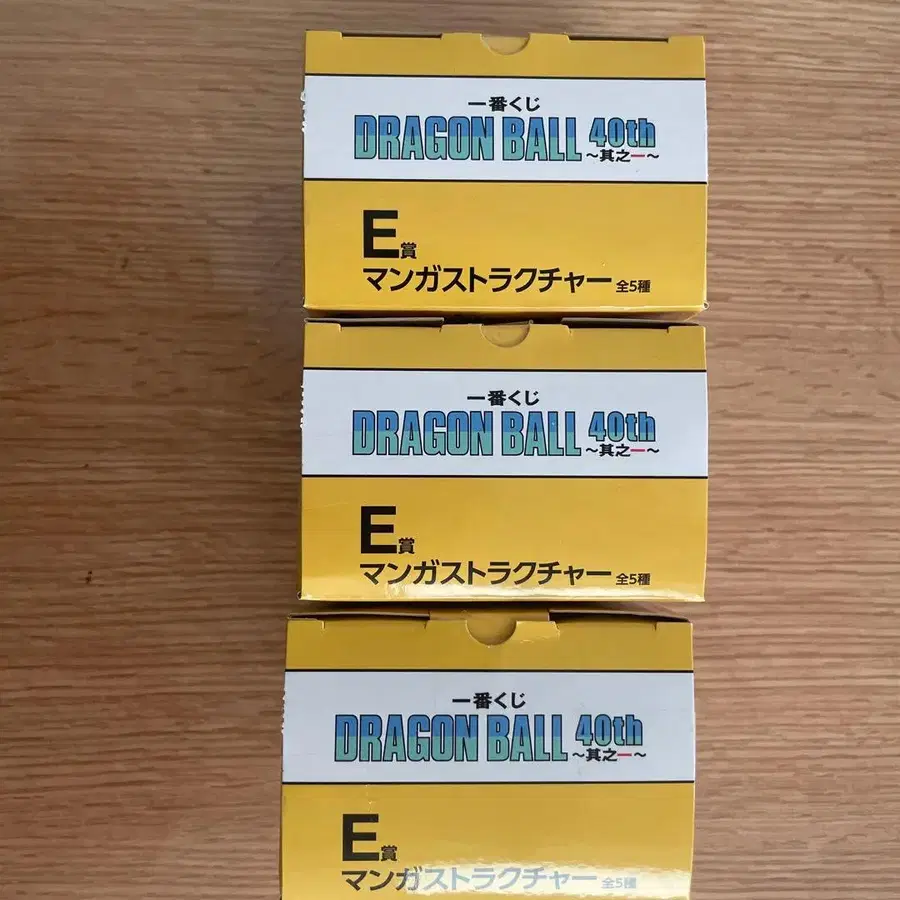 一番くじ
DRAGON BALL 40th
～其之一～
E賞
マンガストラクチャー 全5種
一番くじ
DRAGON BALL 40th
～其之一～
E賞
マンガストラクチャー 全5種
一番くじ
DRAGON BALL 40th
～其之一～
E賞
マンガストラクチャー 全5種